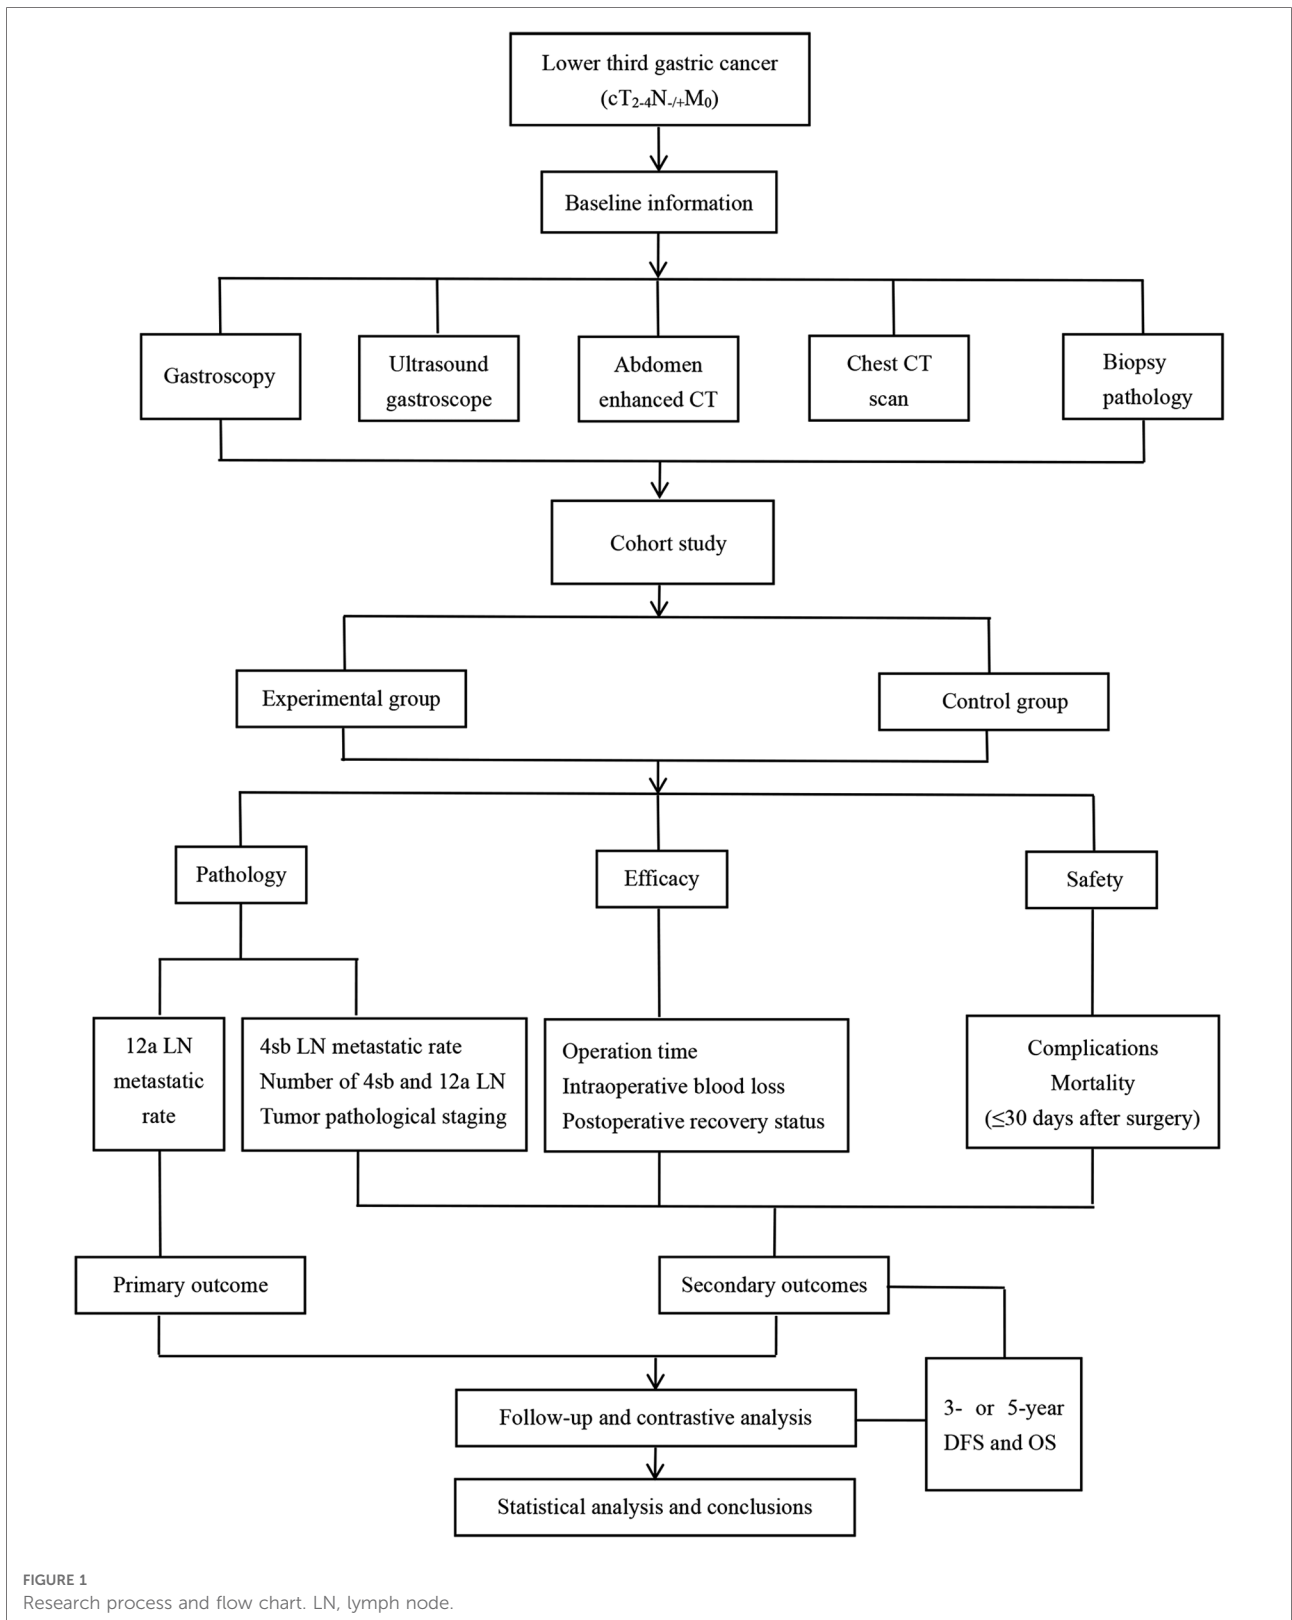 Lower third gastric cancer
(cT₂₋₄N₋/₊M₀)
Baseline information
Gastroscopy
Ultrasound
gastroscope
Abdomen
enhanced CT
Chest CT
scan
Biopsy
pathology
Cohort study
Experimental group
Control group
Pathology
Efficacy
Safety
12a LN
metastatic
rate
4sb LN metastatic rate
Number of 4sb and 12a LN
Tumor pathological staging
Operation time
Intraoperative blood loss
Postoperative recovery status
Complications
Mortality
(≤30 days after surgery)
Primary outcome
Secondary outcomes
3- or 5-year
DFS and OS
Follow-up and contrastive analysis
Statistical analysis and conclusions
FIGURE 1
Research process and flow chart. LN, lymph node.